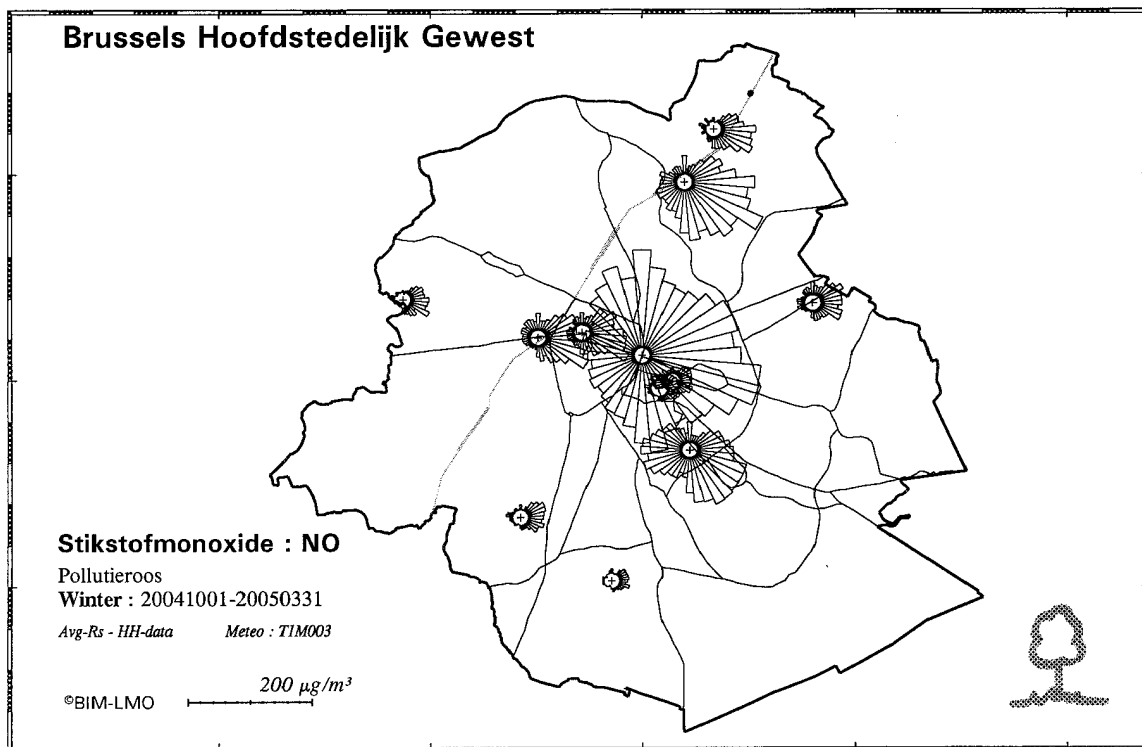 Brussels Hoofdstedelijk Gewest
Stikstofmonoxide : NO
Pollutieroos
Winter : 20041001-20050331
Avg-Rs - HH-data Meteo : TIM003
200 µg/m³
©BIM-LMO